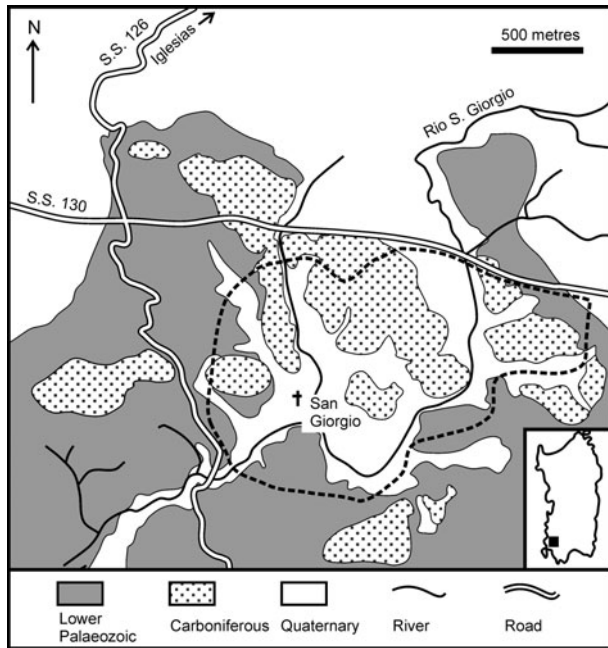 N
S.S. 126
Iglesias
500 metres
Rio S. Giorgio
S.S. 130
San
Giorgio
Lower
Palaeozoic
Carboniferous
Quaternary
River
Road